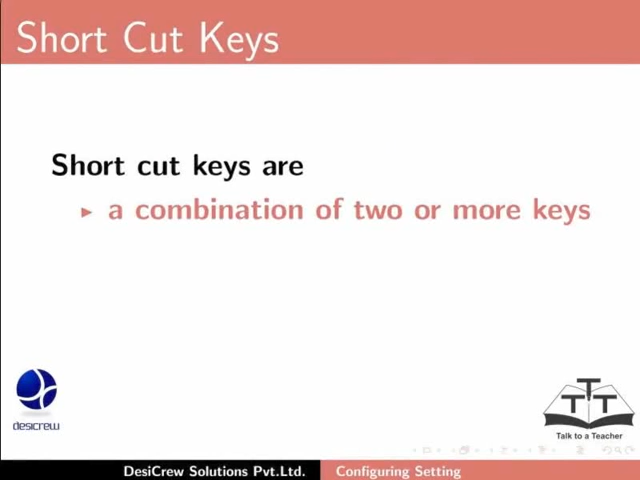 Short Cut Keys
Short cut keys are
a combination of two or more keys
desicrew
TTT
Talk to a Teacher
DesiCrew Solutions Pvt.Ltd. Configuring Setting